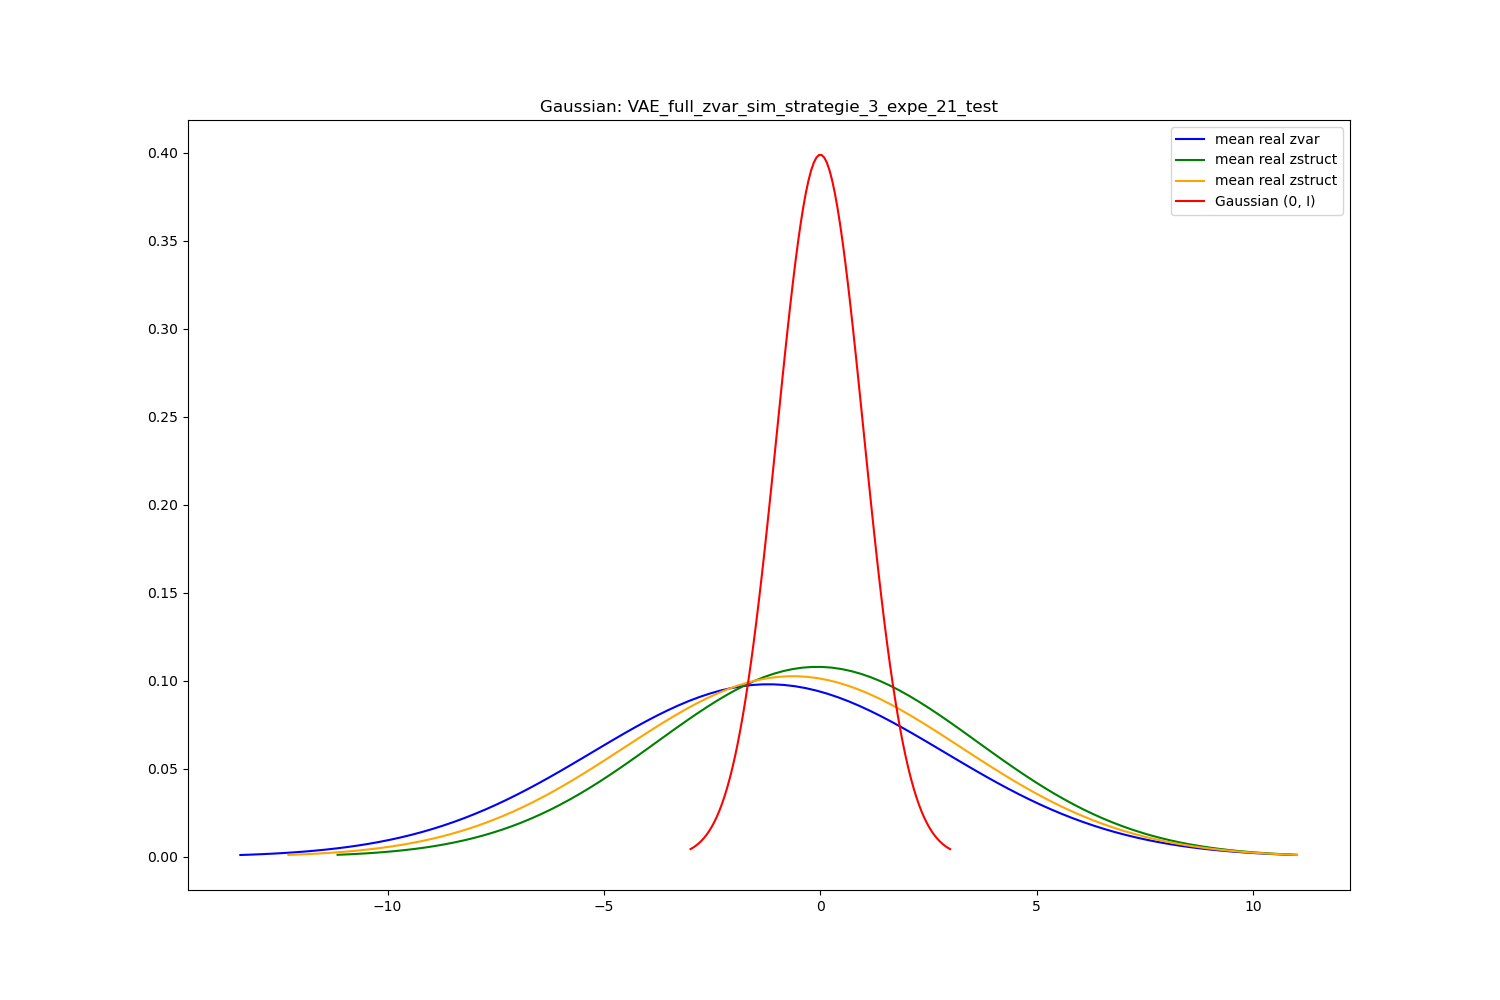 Gaussian: VAE_full_zvar_sim_strategie_3_expe_21_test
mean real zvar
mean real zstruct
mean real zstruct
Gaussian (0, I)
0.40
0.35
0.30
0.25
0.20
0.15
0.10
0.05
0.00
−10
−5
0
5
10